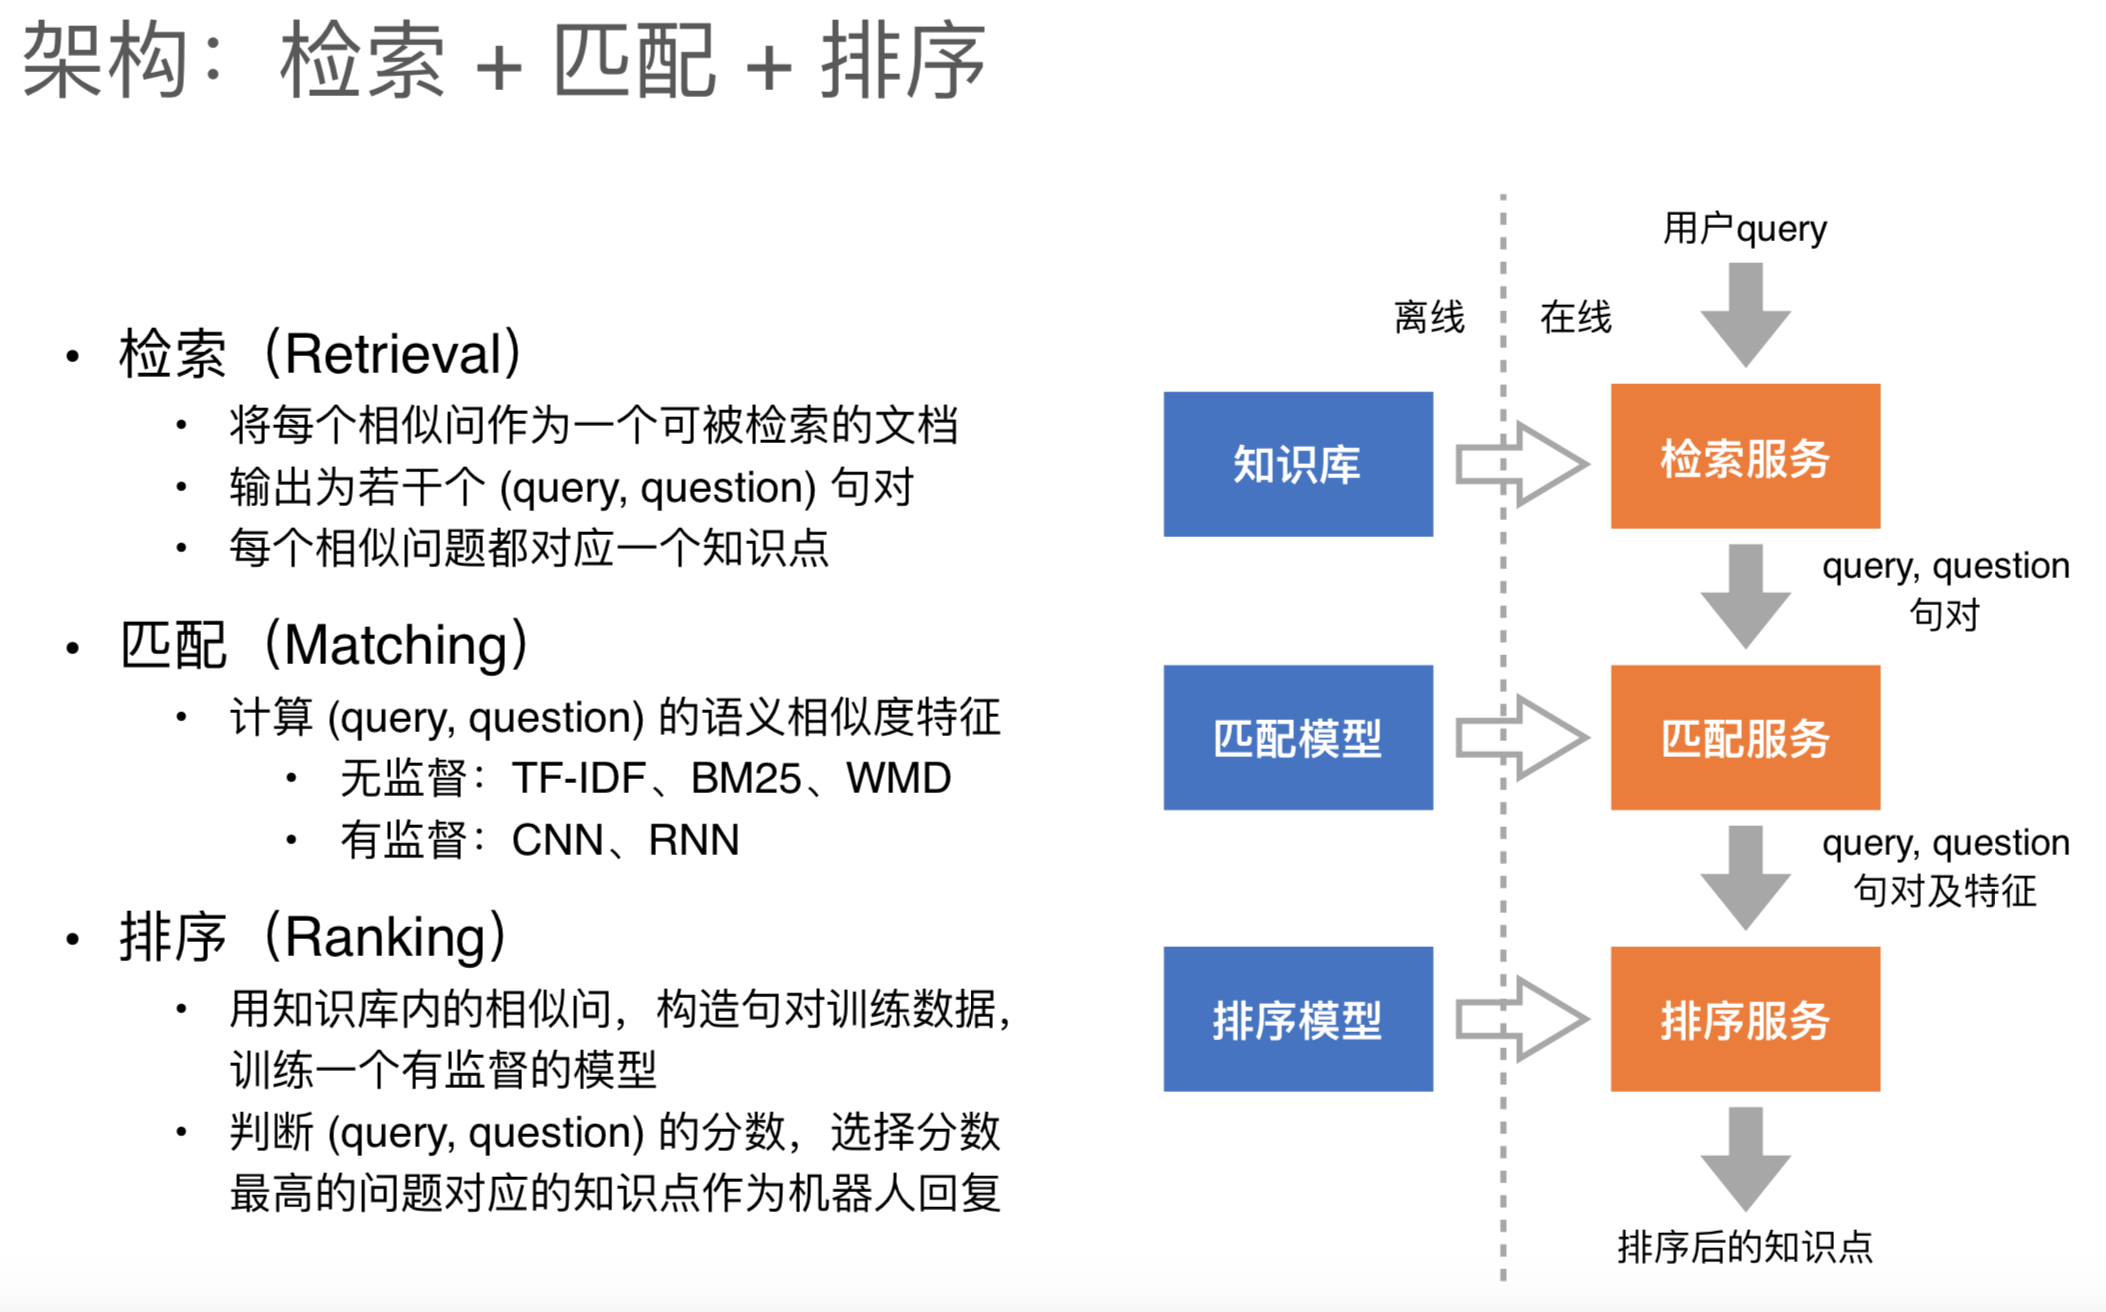 架构：检索 + 匹配 + 排序
• 检索（Retrieval）
• 将每个相似问作为一个可被检索的文档
• 输出为若干个 (query, question) 句对
• 每个相似问题都对应一个知识点
• 匹配（Matching）
• 计算 (query, question) 的语义相似度特征
• 无监督：TF-IDF、BM25、WMD
• 有监督：CNN、RNN
• 排序（Ranking）
• 用知识库内的相似问，构造句对训练数据，
训练一个有监督的模型
• 判断 (query, question) 的分数，选择分数
最高的问题对应的知识点作为机器人回复
用户query
离线
在线
知识库
检索服务
query, question
句对
匹配模型
匹配服务
query, question
句对及特征
排序模型
排序服务
排序后的知识点